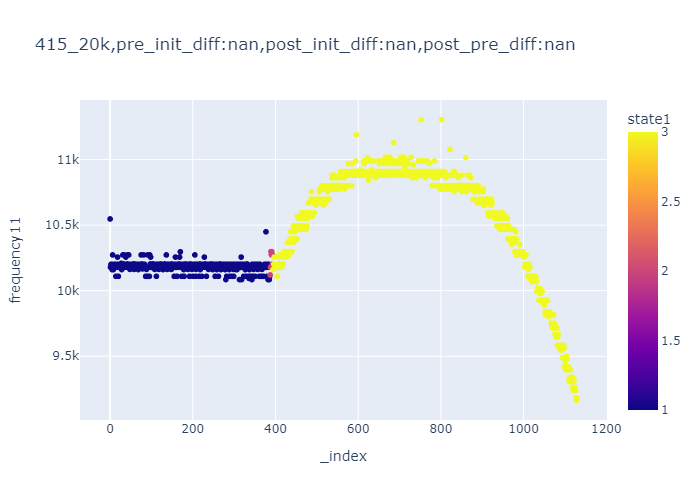 415_20k,pre_init_diff:nan,post_init_diff:nan,post_pre_diff:nan
state1
3
2.5
2
1.5
1
11k
10.5k
10k
9.5k
frequency11
0
200
400
600
800
1000
1200
_index